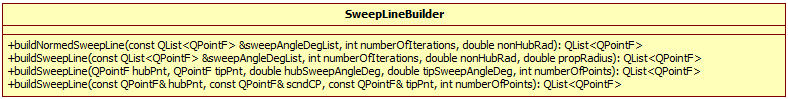 SweepLineBuilder
+buildNormedSweepLine(const QList<QPointF> &sweepAngleDegList, int numberOfIterations, double nonHubRad): QList<QPointF>
+buildSweepLine(const QList<QPointF> &sweepAngleDegList, int numberOfIterations, double nonHubRad, double propRadius): QList<QPointF>
+buildSweepLine(QPointF hubPnt, QPointF tipPnt, double hubSweepAngleDeg, double tipSweepAngleDeg, int numberOfPoints): QList<QPointF>
+buildSweepLine(const QPointF& hubPnt, const QPointF& scndCP, const QPointF& tipPnt, int numberOfPoints): QList<QPointF>